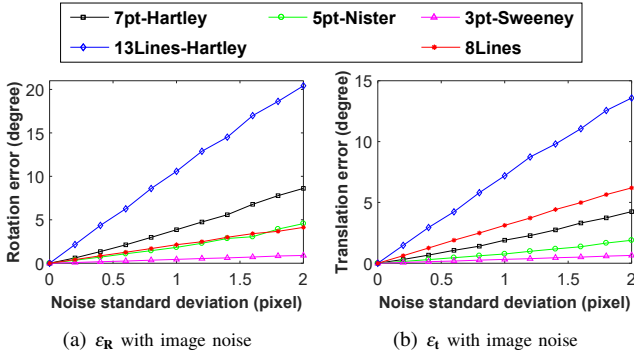 7pt-Hartley 5pt-Nister 3pt-Sweeney
13Lines-Hartley 8Lines
Rotation error (degree)
20
15
10
5
0
0 0.5 1 1.5 2
Noise standard deviation (pixel)
Translation error (degree)
15
10
5
0
0 0.5 1 1.5 2
Noise standard deviation (pixel)
(a) εR with image noise
(b) εt with image noise